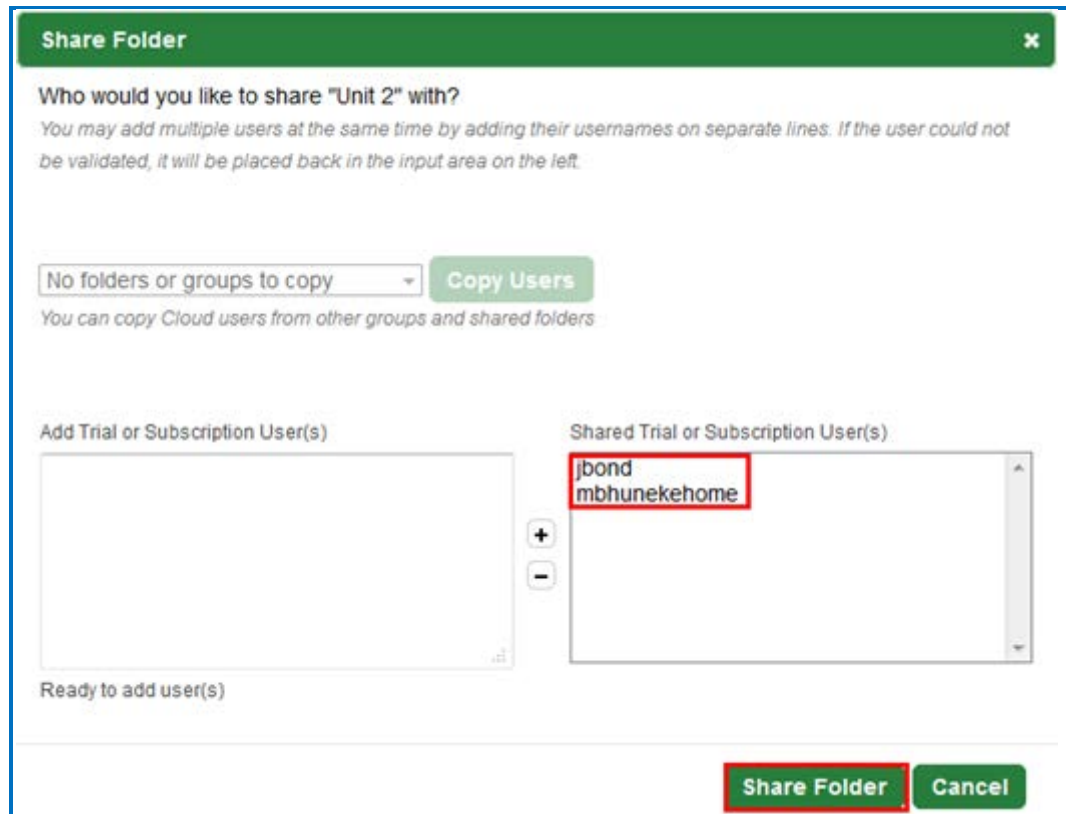 Share Folder
Who would you like to share "Unit 2" with?
You may add multiple users at the same time by adding their usernames on separate lines. If the user could not
be validated, it will be placed back in the input area on the left.
No folders or groups to copy
Copy Users
You can copy Cloud users from other groups and shared folders
Add Trial or Subscription User(s)
Shared Trial or Subscription User(s)
jbond
mbhunekehome
Ready to add user(s)
Share Folder
Cancel